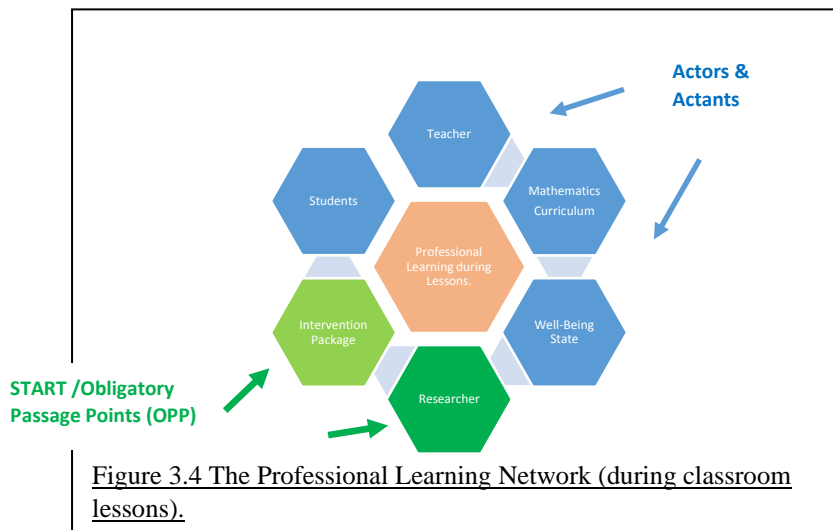 Actors &
Actants
Teacher
Students
Mathematics
Curriculum
Professional
Learning during
Lessons.
Intervention
Package
Well-Being
State
START /Obligatory
Passage Points (OPP)
Researcher
Figure 3.4 The Professional Learning Network (during classroom
lessons).